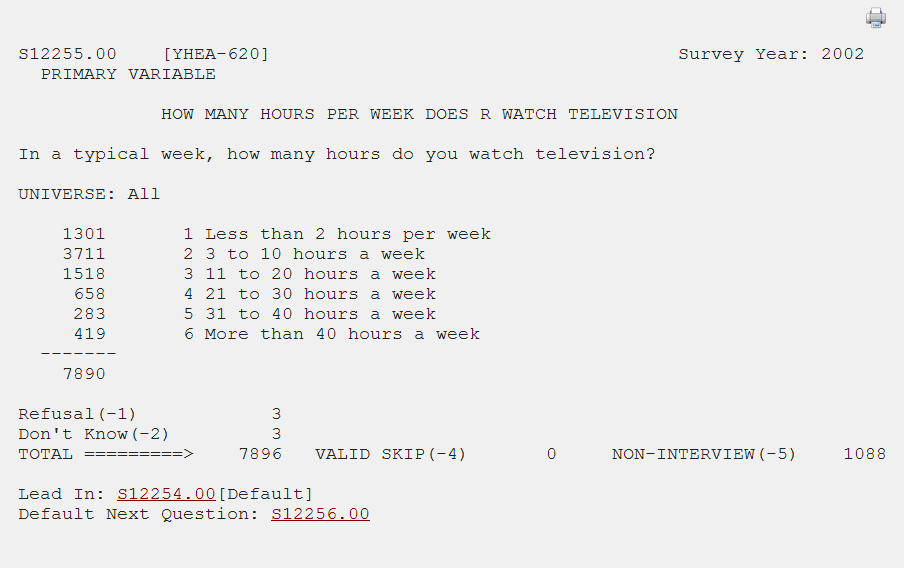 S12255.00 [YHEA-620] Survey Year: 2002
PRIMARY VARIABLE
HOW MANY HOURS PER WEEK DOES R WATCH TELEVISION
In a typical week, how many hours do you watch television?
UNIVERSE: All
1301 1 Less than 2 hours per week
3711 2 3 to 10 hours a week
1518 3 11 to 20 hours a week
658 4 21 to 30 hours a week
283 5 31 to 40 hours a week
419 6 More than 40 hours a week
-------
7890
Refusal(-1) 3
Don't Know(-2) 3
TOTAL =========> 7896 VALID SKIP(-4) 0 NON-INTERVIEW(-5) 1088
Lead In: S12254.00[Default]
Default Next Question: S12256.00